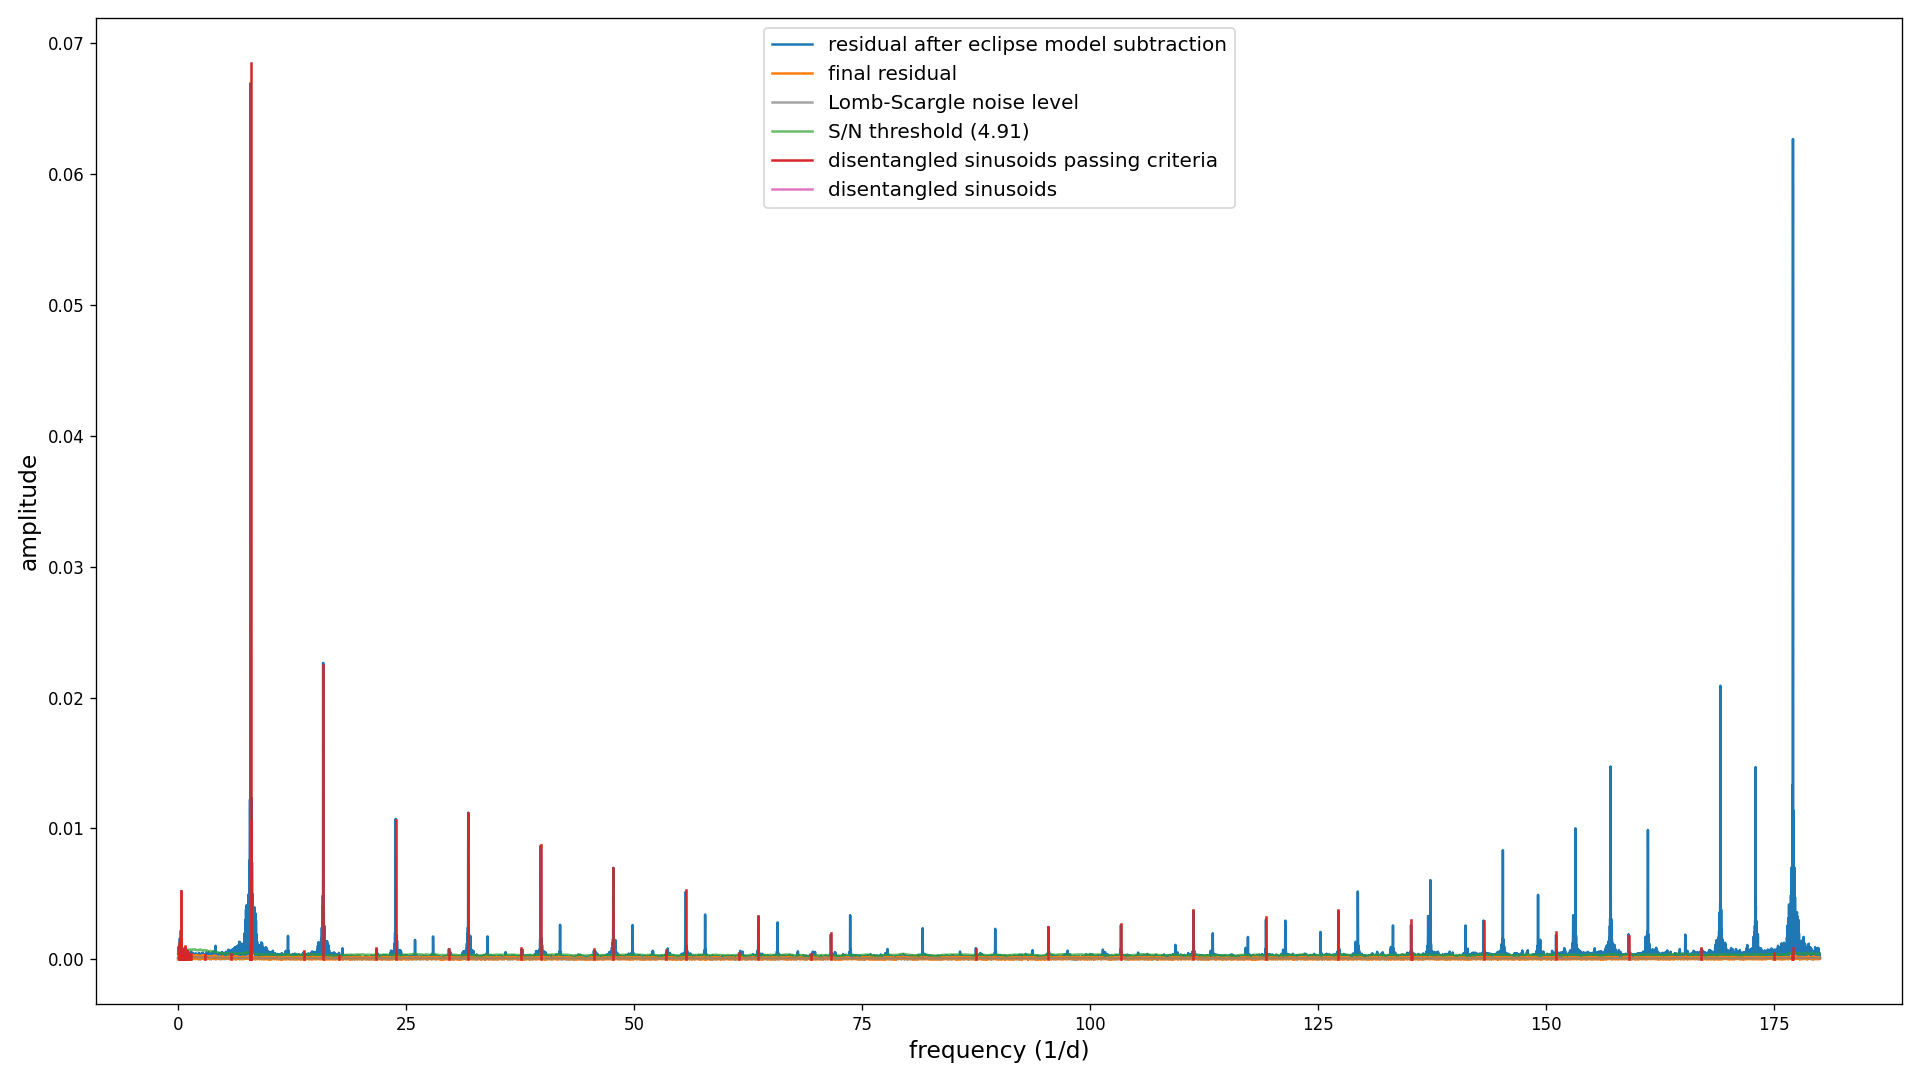 0.07
0.06
0.05
0.04
0.03
0.02
0.01
0.00
amplitude
residual after eclipse model subtraction
final residual
Lomb-Scargle noise level
S/N threshold (4.91)
disentangled sinusoids passing criteria
disentangled sinusoids
0 25 50 75 100 125 150 175
frequency (1/d)